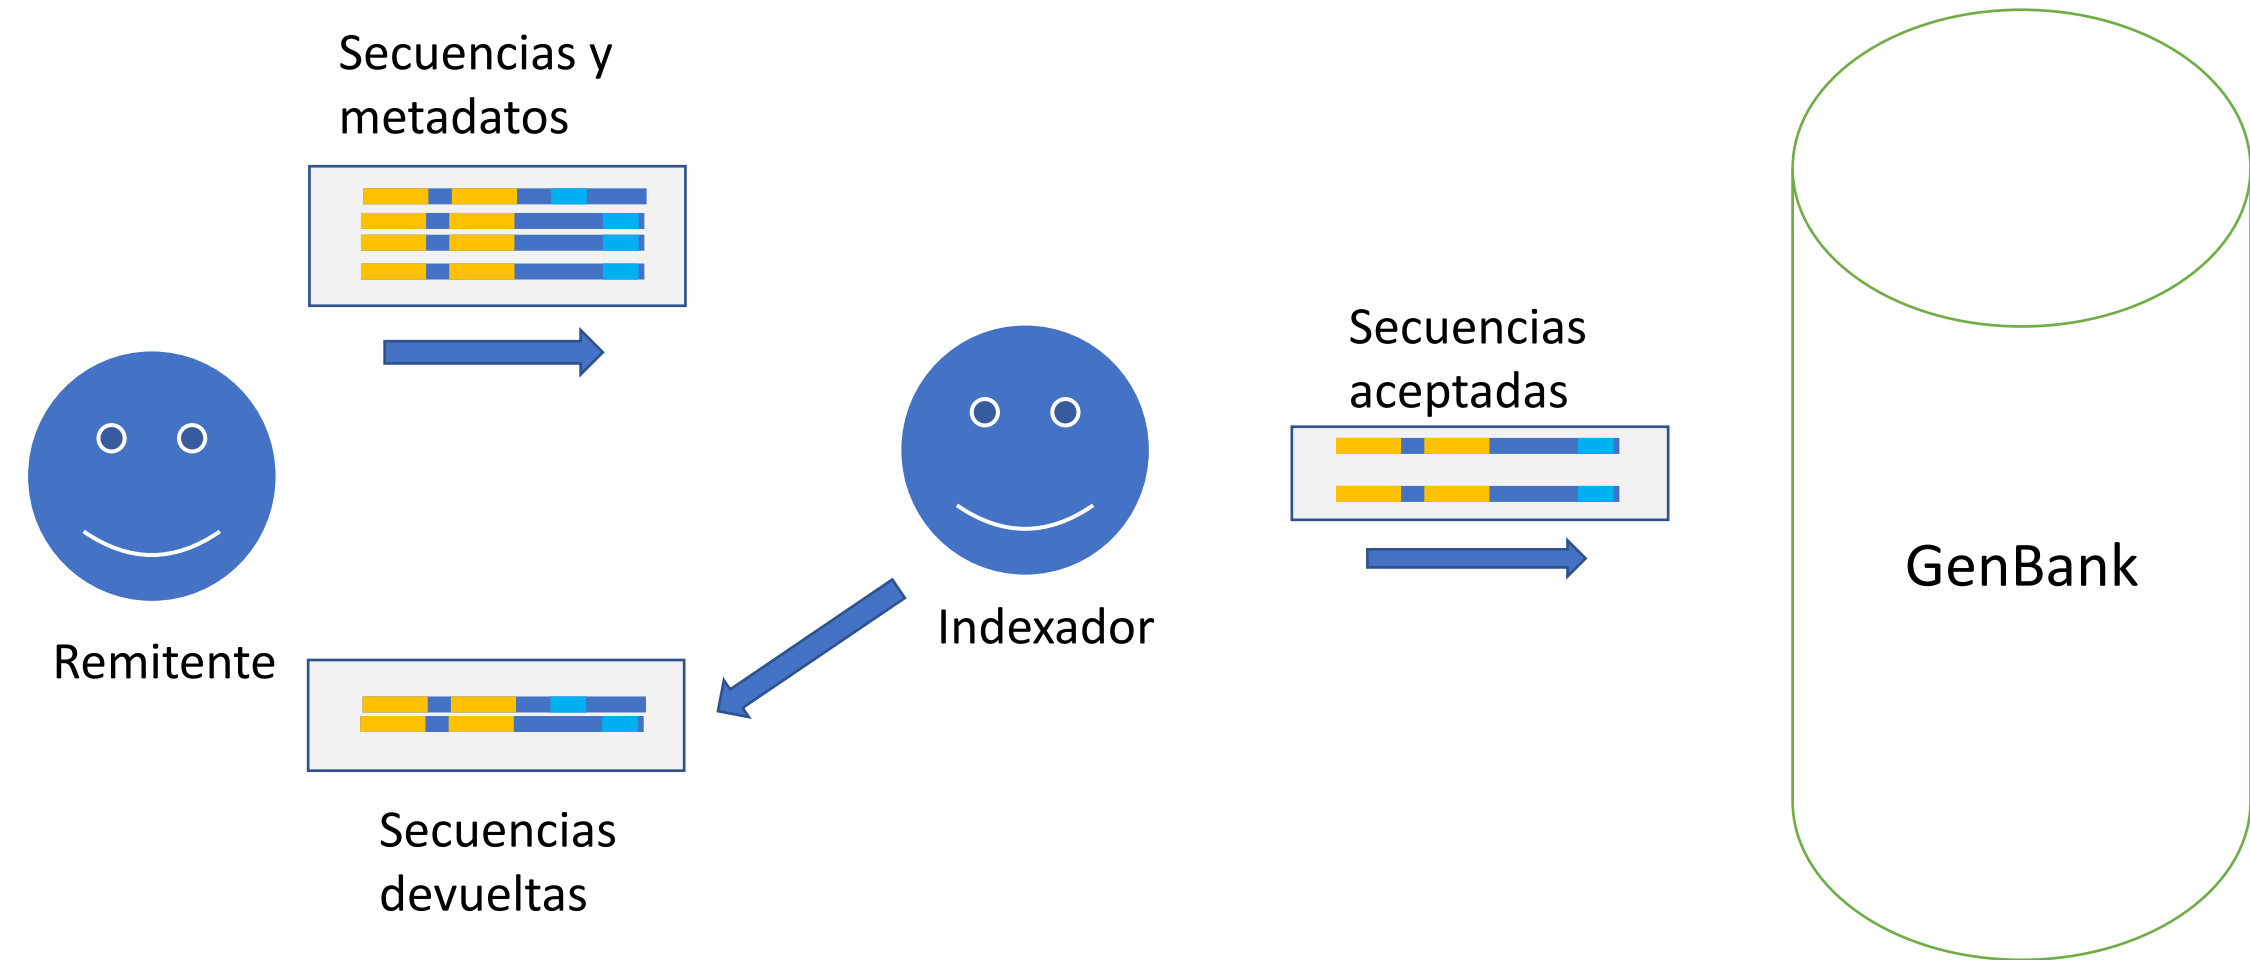 Secuencias y
metadatos
Remitente
Secuencias
devueltas
Indexador
Secuencias
aceptadas
GenBank